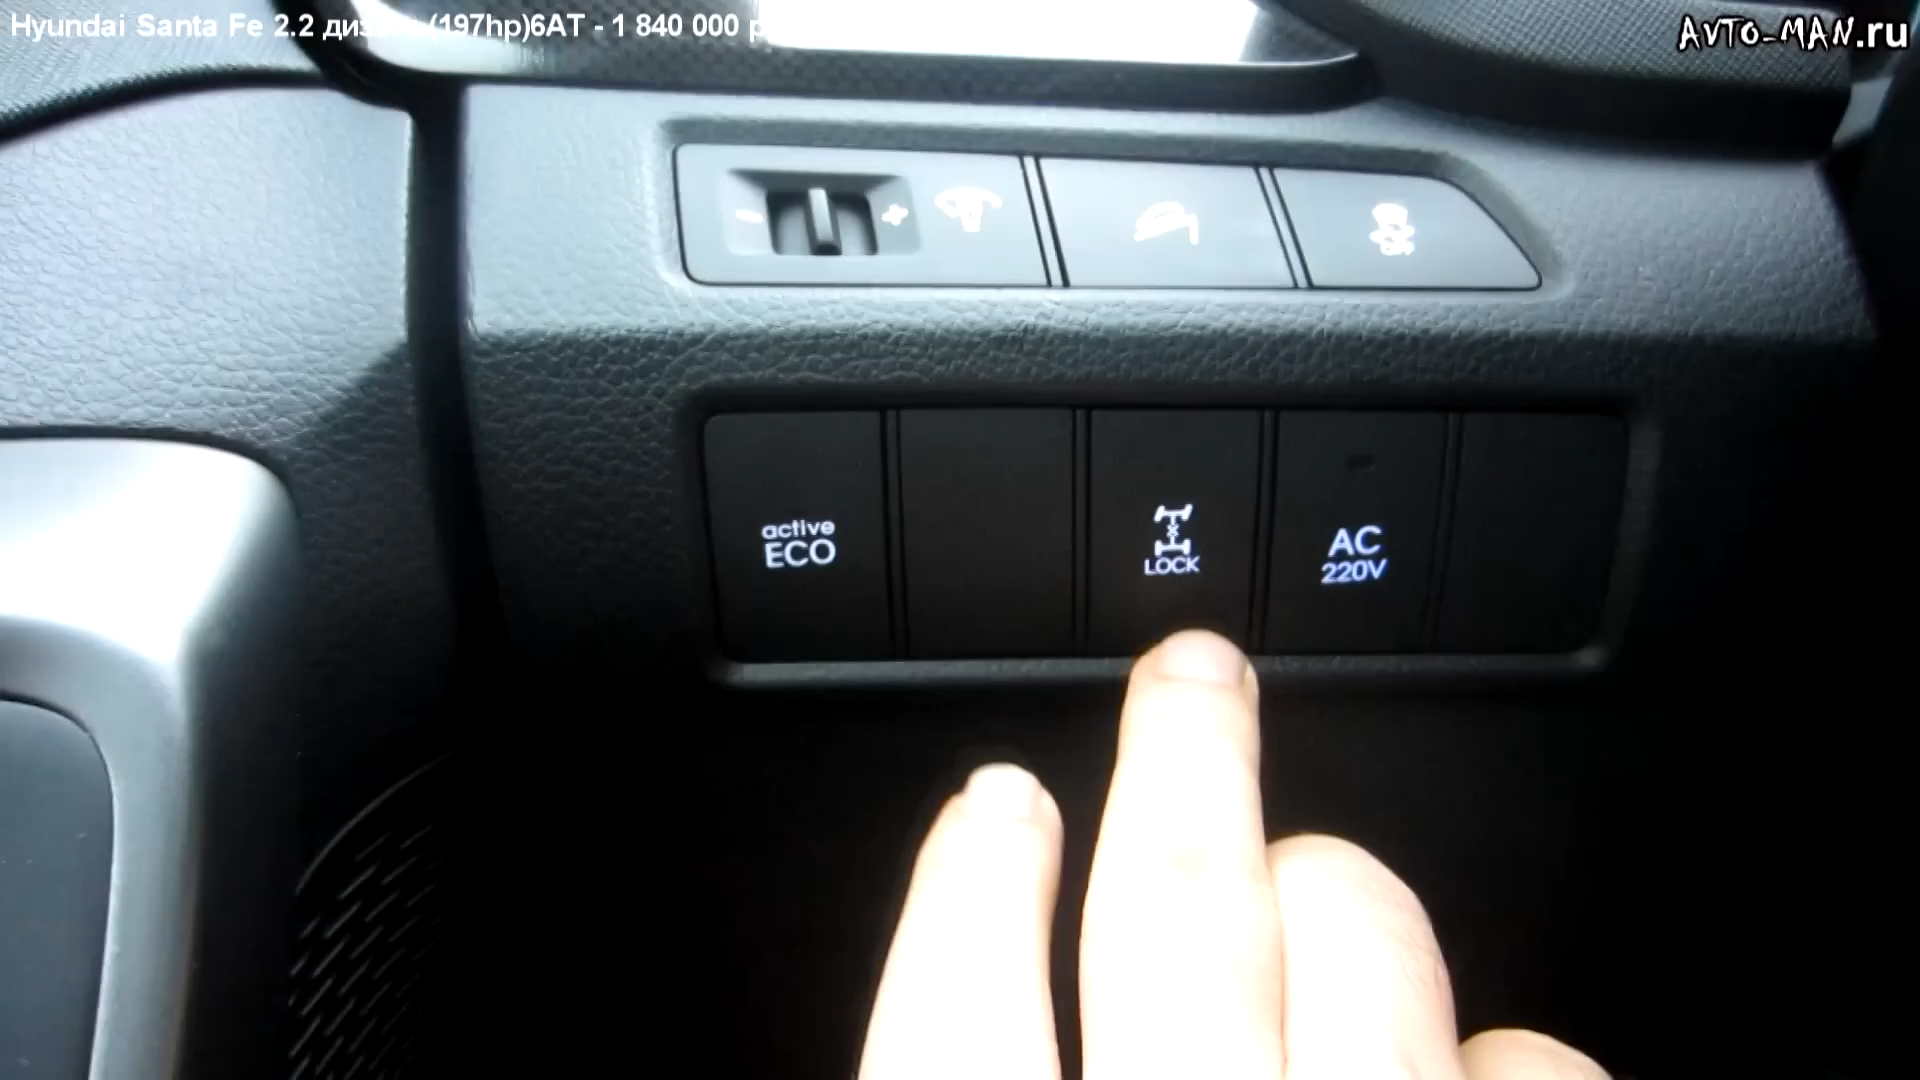 Hyundai Santa Fe 2.2 (197hp)6AT - 1 840 000
AVTO-MAN.ru
- +
active
ECO
LOCK
AC
220V